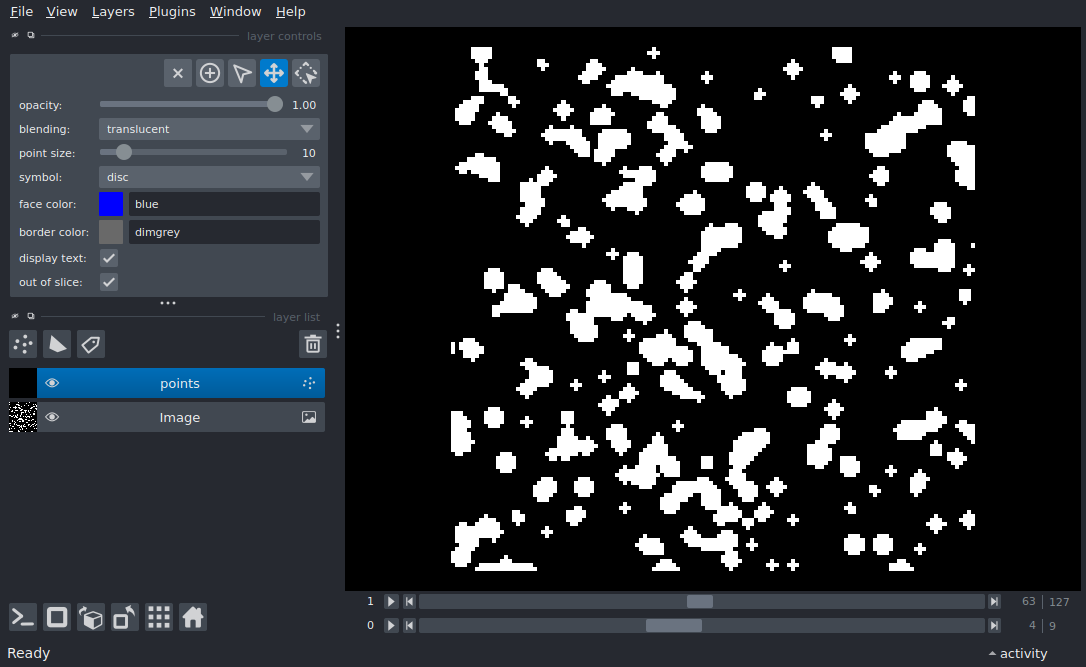 File View Layers Plugins Window Help
layer controls
opacity: 1.00
blending: translucent
point size: 10
symbol: disc
face color: blue
border color: dimgrey
display text:
out of slice:
layer list
points
Image
1 63 127
0 4 9
Ready activity